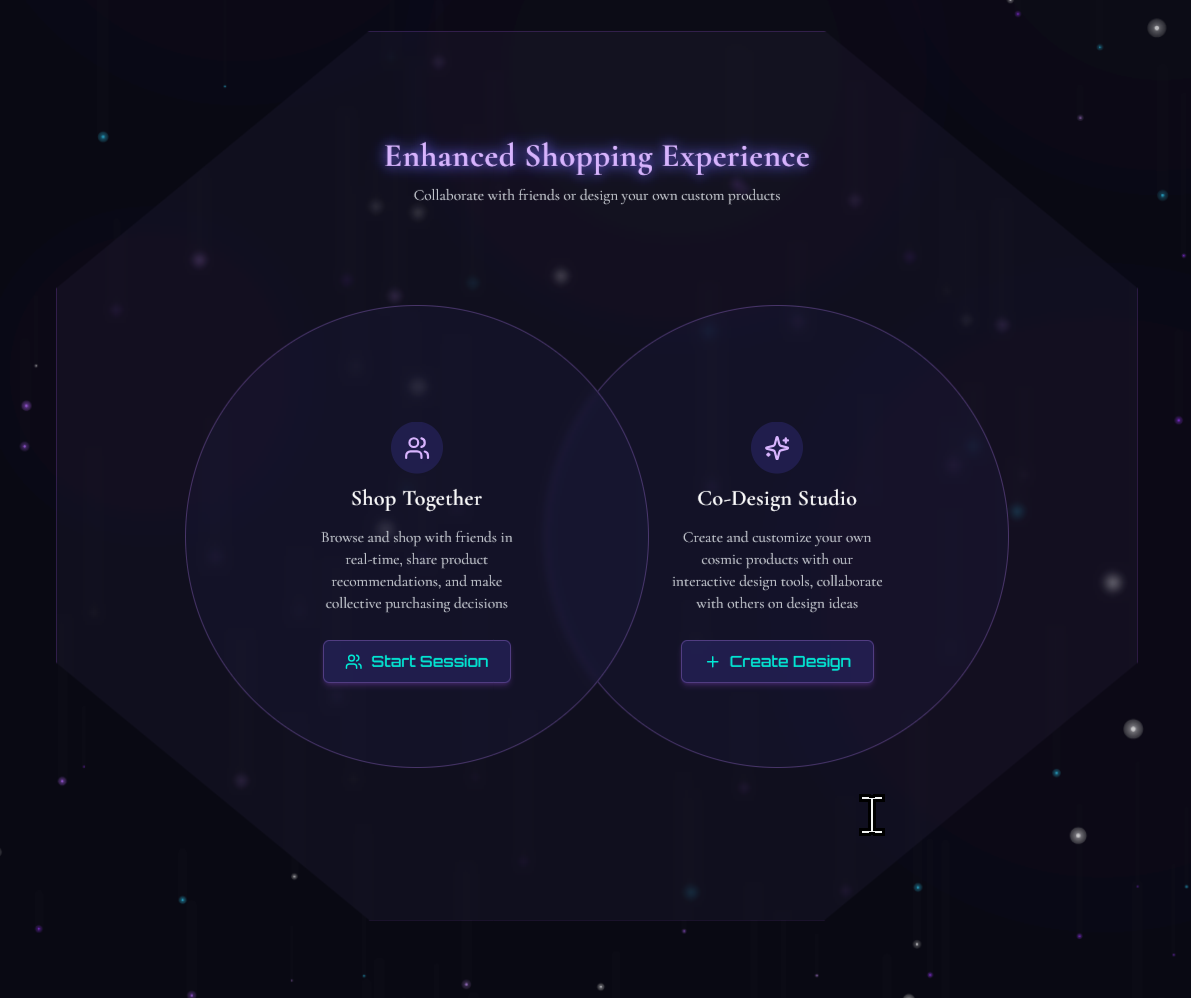 Enhanced Shopping Experience
Collaborate with friends or design your own custom products
Shop Together
Browse and shop with friends in
real-time, share product
recommendations, and make
collective purchasing decisions
Start Session
Co-Design Studio
Create and customize your own
cosmic products with our
interactive design tools, collaborate
with others on design ideas
Create Design